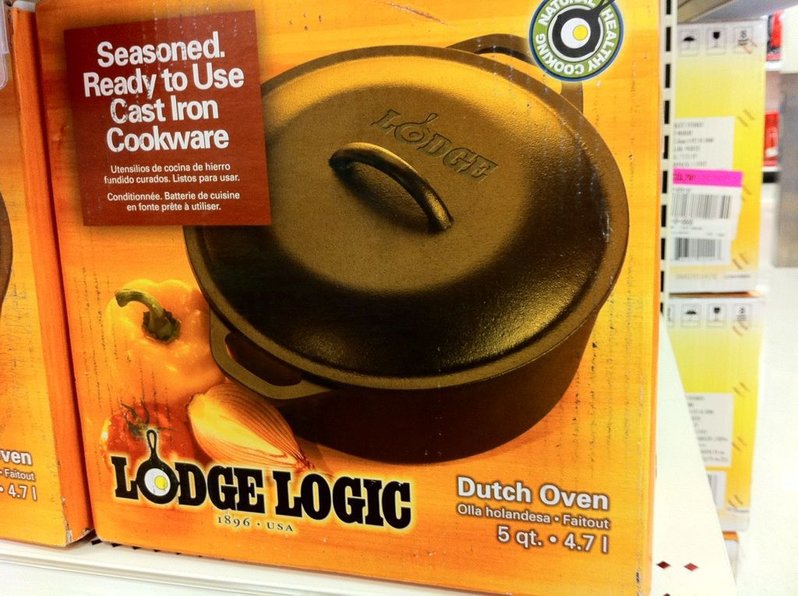 Seasoned.
Ready to Use
Cast Iron
Cookware
Utensilios de cocina de hierro
fundido curados. Listos para usar.
Conditionnée. Batterie de cuisine
en fonte prête à utiliser.
NATURAL
HEALTHY COOKING
LODGE
LODGE LOGIC
1896 • USA
Dutch Oven
Olla holandesa • Faitout
5 qt. • 4.7 l
ven
• Faitout
• 4.7 l